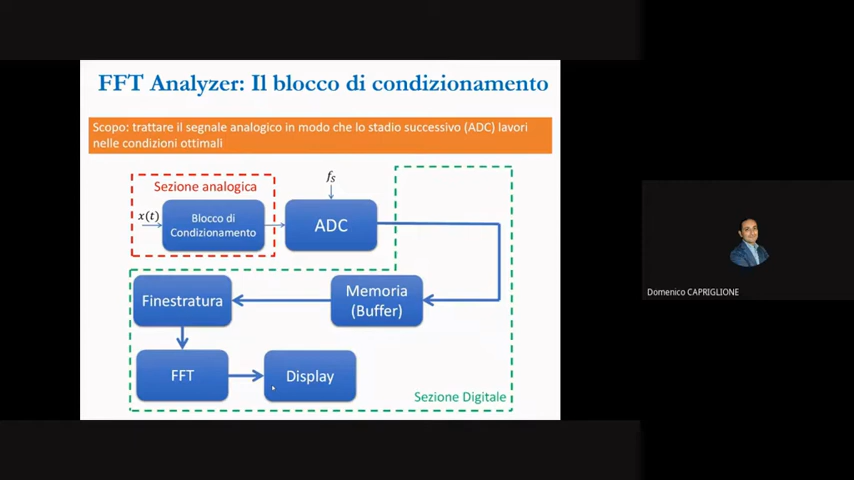 FFT Analyzer: Il blocco di condizionamento
Scopo: trattare il segnale analogico in modo che lo stadio successivo (ADC) lavori
nelle condizioni ottimali
Sezione analogica
f_S
x(t)
Blocco di
Condizionamento
ADC
Finestratura
Memoria
(Buffer)
FFT
Display
Sezione Digitale
Domenico CAPRIGLIONE